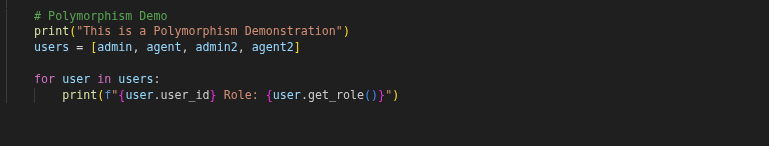 # Polymorphism Demo
print("This is a Polymorphism Demonstration")
users = [admin, agent, admin2, agent2]
for user in users:
print(f"{user.user_id} Role: {user.get_role()}")